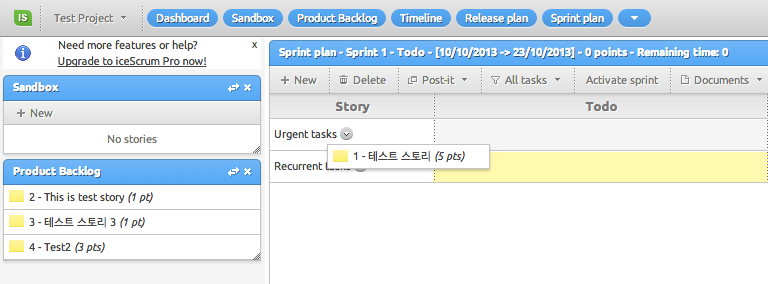 iS Test Project Dashboard Sandbox Product Backlog Timeline Release plan Sprint plan
Need more features or help? x
Upgrade to iceScrum Pro now!
Sandbox
+ New
No stories
Product Backlog
2 - This is test story (1 pt)
3 - 테스트 스토리 3 (1 pt)
4 - Test2 (3 pts)
Sprint plan - Sprint 1 - Todo - [10/10/2013 -> 23/10/2013] - 0 points - Remaining time: 0
+ New Delete Post-it All tasks Activate sprint Documents
Story Todo
Urgent tasks
1 - 테스트 스토리 (5 pts)
Recurrent